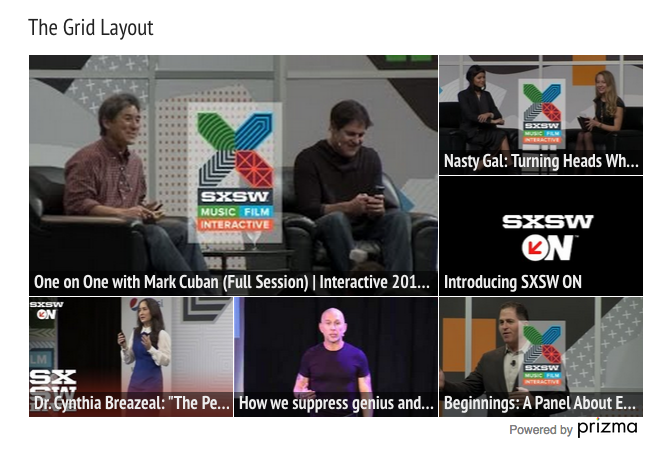 The Grid Layout
SXSW
MUSIC FILM
INTERACTIVE
One on One with Mark Cuban (Full Session) | Interactive 201...
SXSW
MUSIC FILM
INTERACTIVE
Nasty Gal: Turning Heads Wh...
SXSW
ON
Introducing SXSW ON
SXSW
ON
SX
SW
Dr. Cynthia Breazeal: "The Pe...
How we suppress genius and...
SXSW
MUSIC FILM
INTERACTIVE
Beginnings: A Panel About E...
Powered by prizma